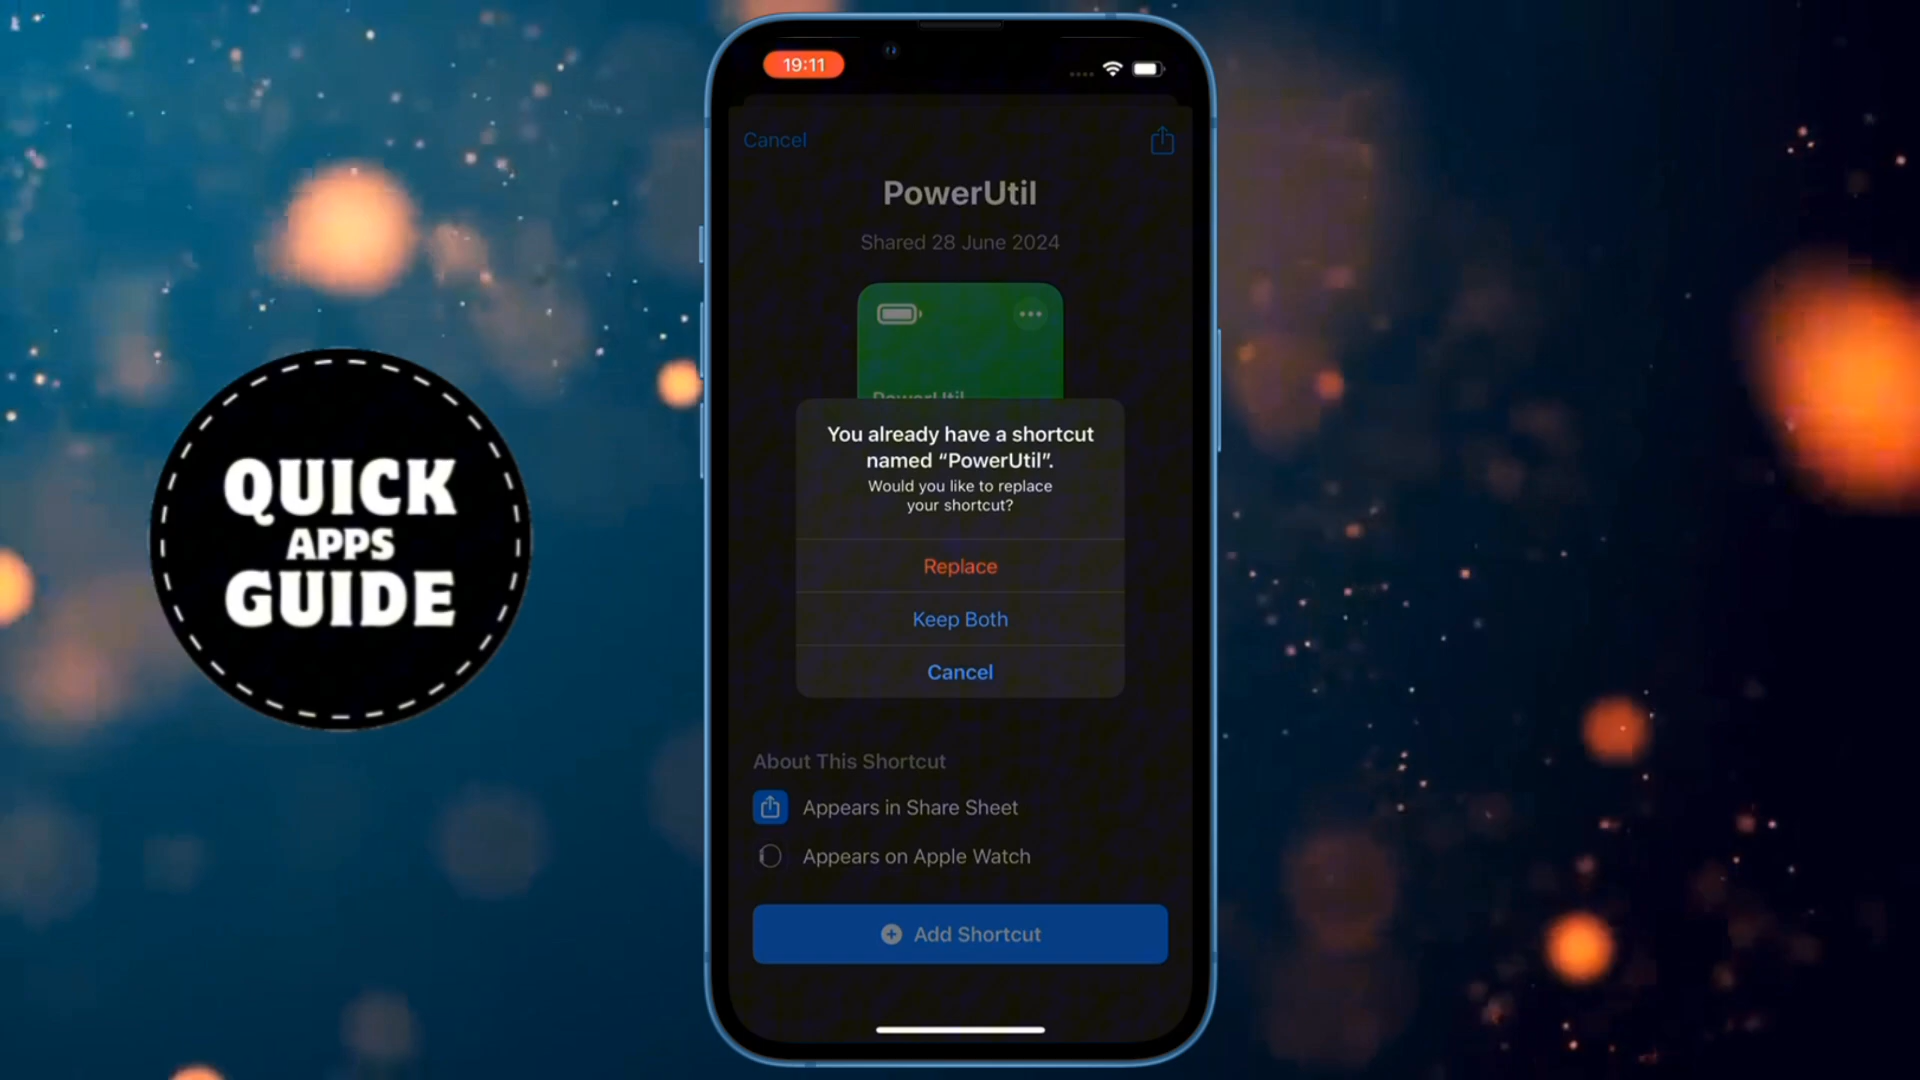 QUICK
APPS
GUIDE
19:11
Cancel
PowerUtil
Shared 28 June 2024
PowerUtil
You already have a shortcut
named “PowerUtil”.
Would you like to replace
your shortcut?
Replace
Keep Both
Cancel
About This Shortcut
Appears in Share Sheet
Appears on Apple Watch
Add Shortcut